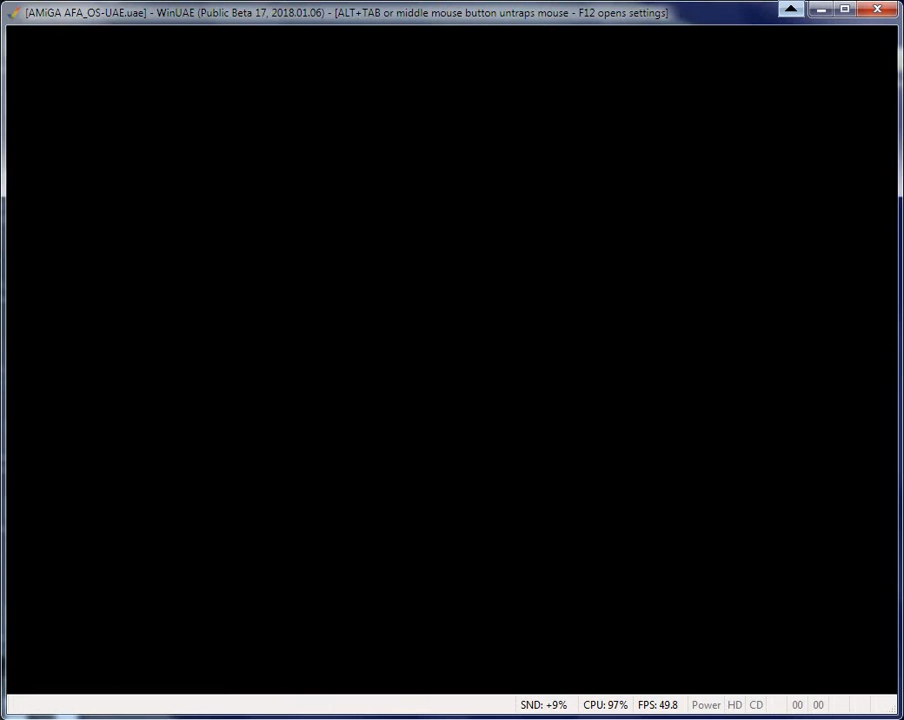 [AMiGA AFA_OS-UAE.uae] - WinUAE (Public Beta 17, 2018.01.06) - [ALT+TAB or middle mouse button untraps mouse - F12 opens settings]
SND: +9% CPU: 97% FPS: 49.8 Power HD CD 00 00